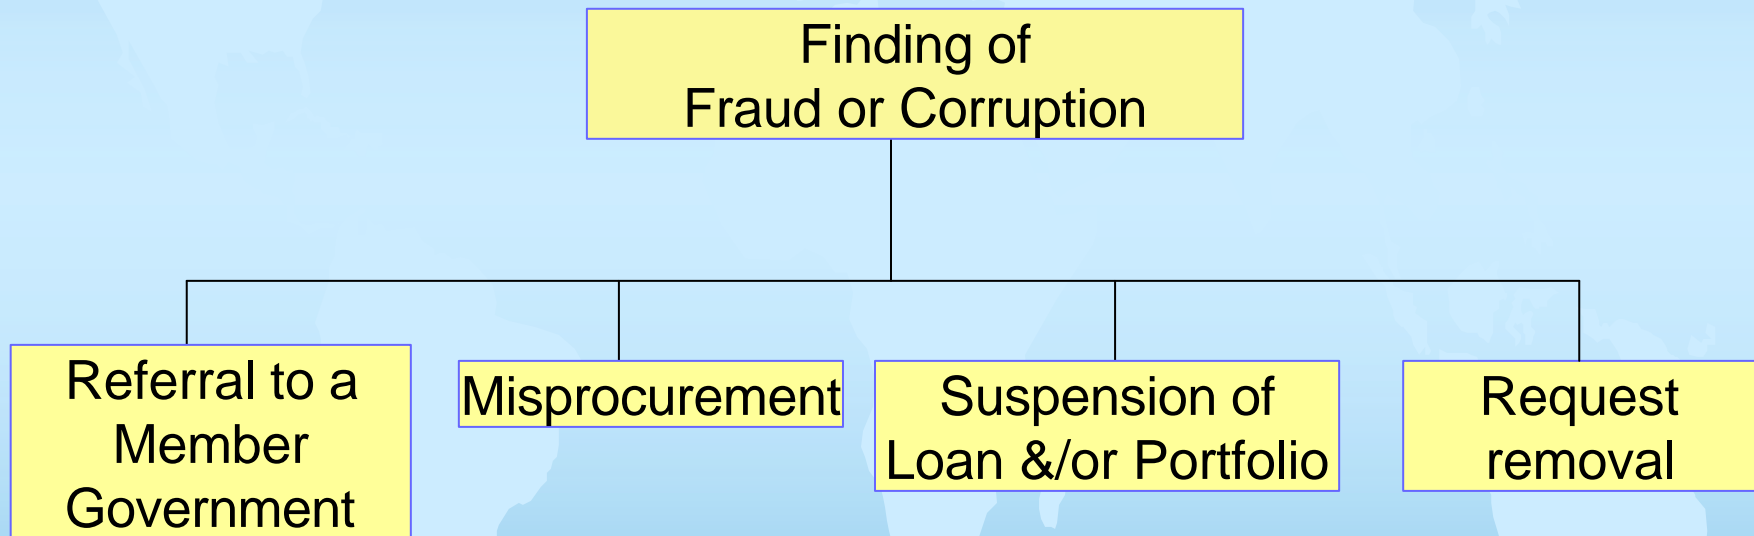 Finding of
Fraud or Corruption
Referral to a
Member
Government
Misprocurement
Suspension of
Loan &/or Portfolio
Request
removal